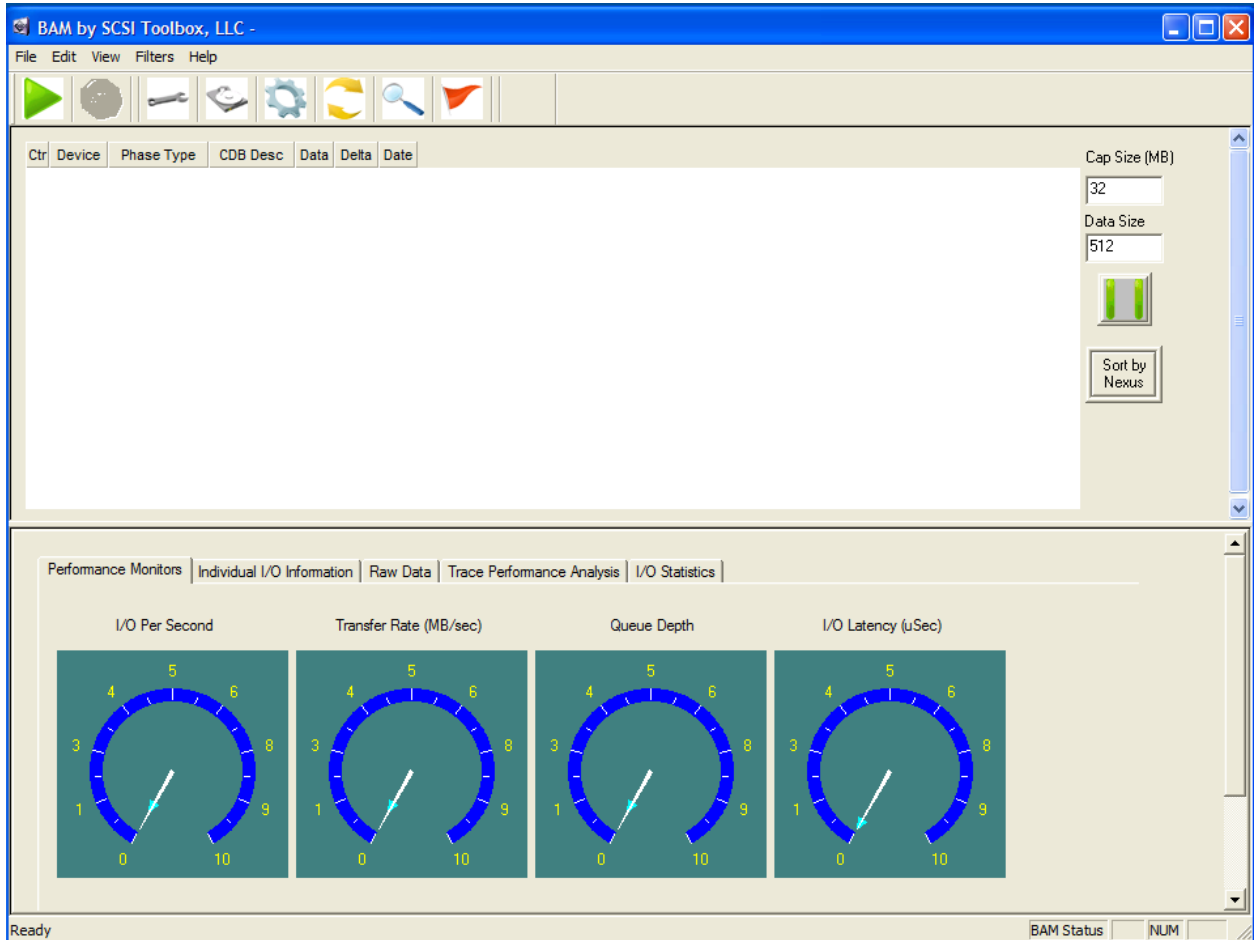 BAM by SCSI Toolbox, LLC -
File Edit View Filters Help
Ctr Device Phase Type CDB Desc Data Delta Date
Cap Size (MB)
32
Data Size
512
Sort by
Nexus
Performance Monitors Individual I/O Information Raw Data Trace Performance Analysis I/O Statistics
I/O Per Second Transfer Rate (MB/sec) Queue Depth I/O Latency (uSec)
5 5 5 5
4 6 4 6 4 6 4 6
3 8 3 8 3 8 3 8
1 9 1 9 1 9 1 9
0 10 0 10 0 10 0 10
Ready BAM Status NUM